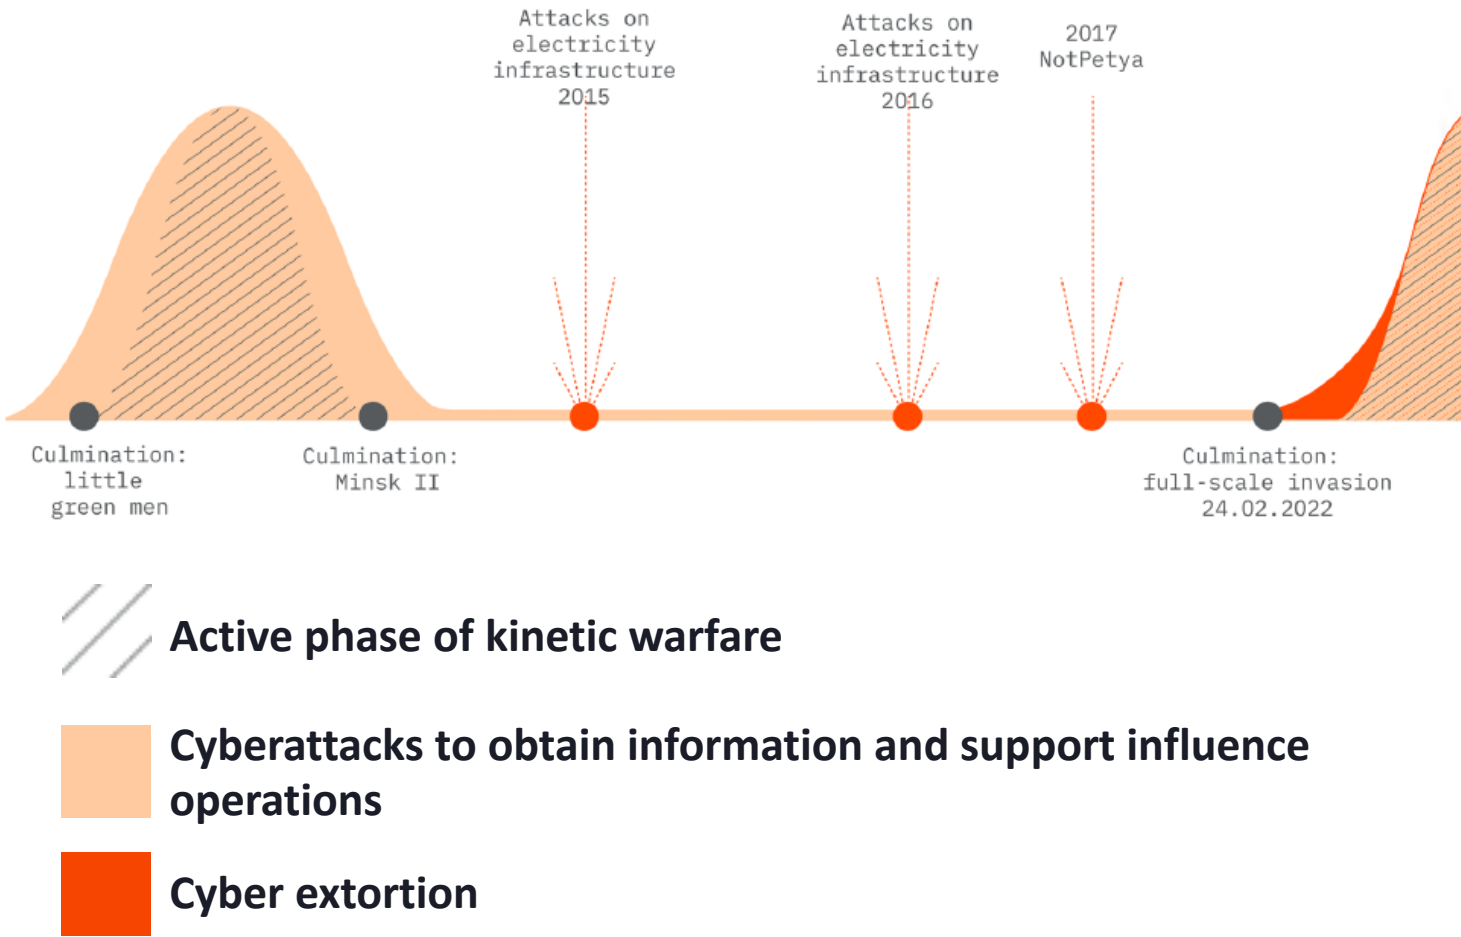 Attacks on
electricity
infrastructure
2015
Attacks on
electricity
infrastructure
2016
2017
NotPetya
Culmination:
little
green men
Culmination:
Minsk II
Culmination:
full-scale invasion
24.02.2022
Active phase of kinetic warfare
Cyberattacks to obtain information and support influence
operations
Cyber extortion